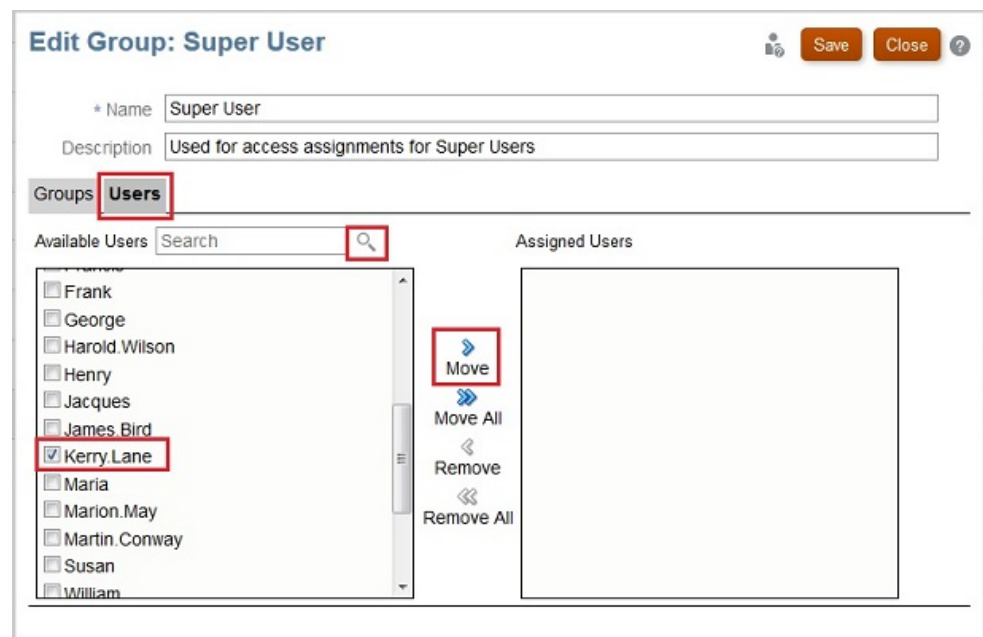 Edit Group: Super User
Save
Close
?
* Name
Super User
Description
Used for access assignments for Super Users
Groups
Users
Available Users
Search
Assigned Users
Frank
George
Harold.Wilson
Henry
Jacques
James.Bird
Kerry.Lane
Maria
Marion.May
Martin.Conway
Susan
William
Move
Move All
Remove
Remove All